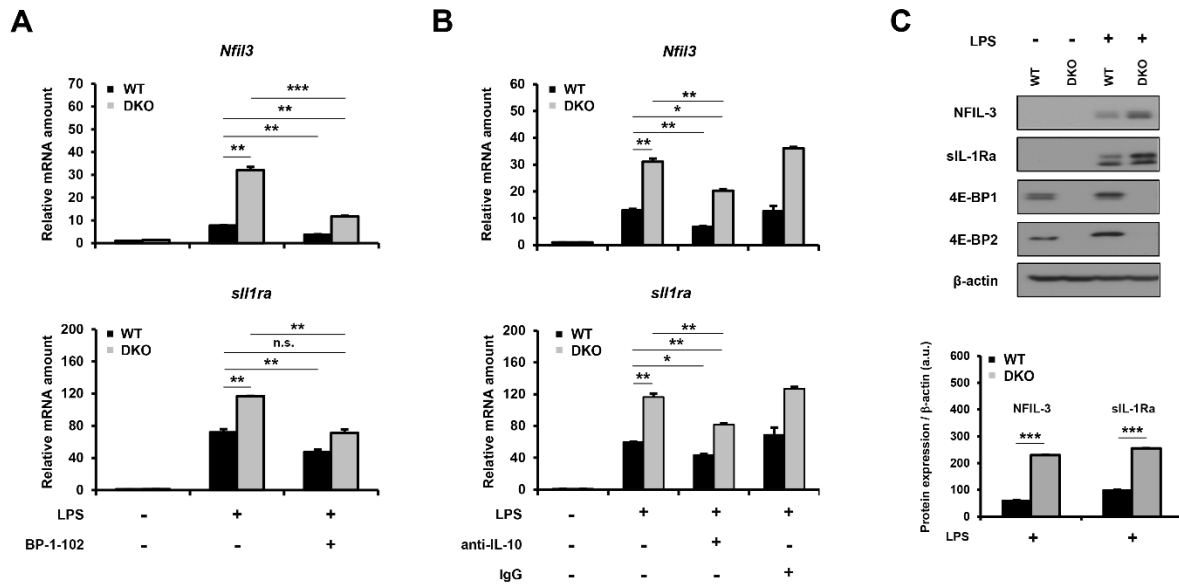 A
Nfil3
Relative mRNA amount
70
60
50
40
30
20
10
0
WT
DKO
***
**
**
**
sIl1ra
Relative mRNA amount
200
160
120
80
40
0
WT
DKO
**
n.s.
**
**
LPS - + +
BP-1-102 - - +
B
Nfil3
Relative mRNA amount
60
50
40
30
20
10
0
WT
DKO
**
*
**
**
sIl1ra
Relative mRNA amount
200
160
120
80
40
0
WT
DKO
**
**
*
**
LPS - + + +
anti-IL-10 - - + -
IgG - - - +
C
LPS - - + +
WT DKO WT DKO
NFIL-3
sIL-1Ra
4E-BP1
4E-BP2
β-actin
Protein expression / β-actin (a.u.)
600
500
400
300
200
100
0
WT
DKO
NFIL-3 sIL-1Ra
*** ***
LPS + +